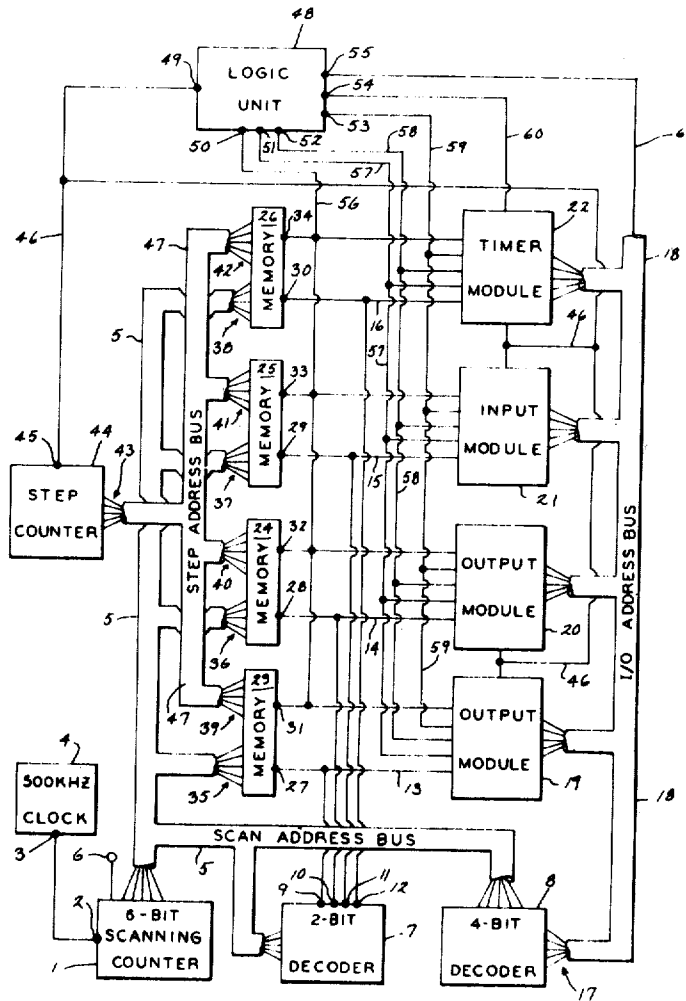 48
55
49
LOGIC
UNIT
54
53
50
51
52
58
57
59
60
6
46
56
22
47
26
34
MEMORY
42
30
38
16
TIMER
MODULE
18
5
57
46
25
33
MEMORY
41
29
37
15
58
INPUT
MODULE
21
45
44
43
STEP
COUNTER
STEP ADDRESS BUS
24
32
MEMORY
40
28
36
14
OUTPUT
MODULE
20
I/O ADDRESS BUS
5
59
46
47
23
31
MEMORY
39
27
35
13
OUTPUT
MODULE
19
18
4
500KHZ
CLOCK
3
6
SCAN ADDRESS BUS
5
2
6-BIT
SCANNING
COUNTER
1
9
10
11
12
2-BIT
DECODER
7
8
4-BIT
DECODER
17